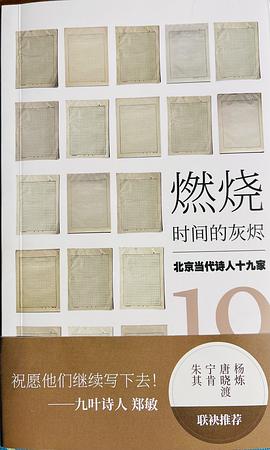 燃烧
时间的灰烬
北京当代诗人十九家
19
祝愿他们继续写下去！
——九叶诗人 郑敏
杨炼
唐晓渡
宁肯
朱其
联袂推荐